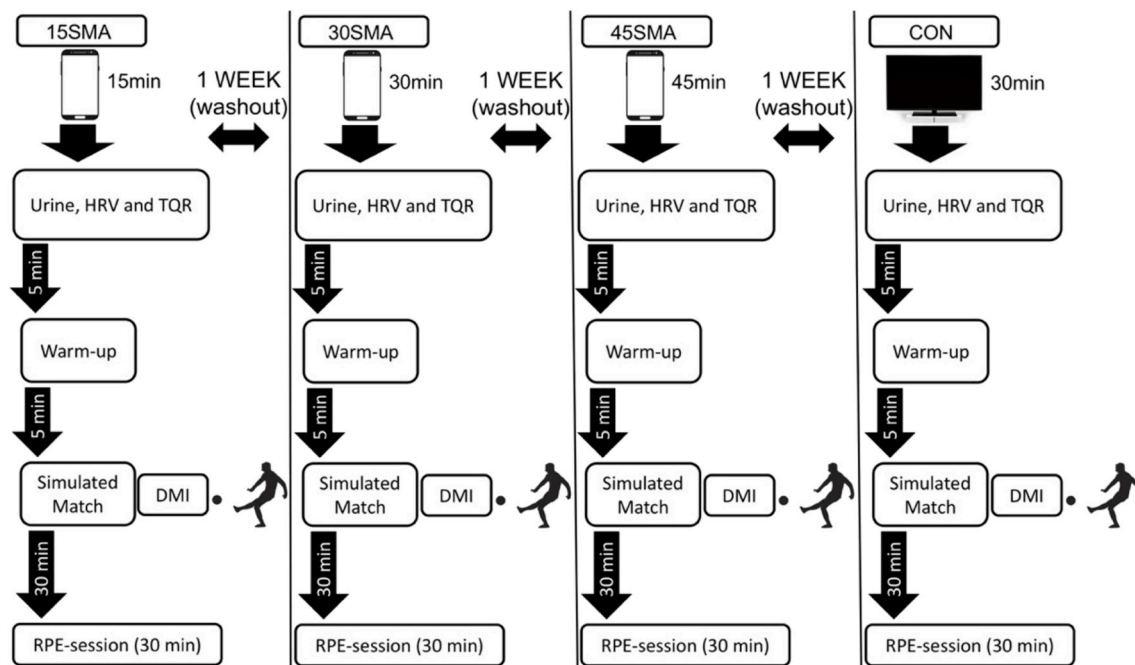 15SMA
15min
1 WEEK
(washout)
Urine, HRV and TQR
5 min
Warm-up
5 min
Simulated
Match
DMI
30 min
RPE-session (30 min)
30SMA
30min
1 WEEK
(washout)
Urine, HRV and TQR
5 min
Warm-up
5 min
Simulated
Match
DMI
30 min
RPE-session (30 min)
45SMA
45min
1 WEEK
(washout)
Urine, HRV and TQR
5 min
Warm-up
5 min
Simulated
Match
DMI
30 min
RPE-session (30 min)
CON
30min
Urine, HRV and TQR
5 min
Warm-up
5 min
Simulated
Match
DMI
30 min
RPE-session (30 min)